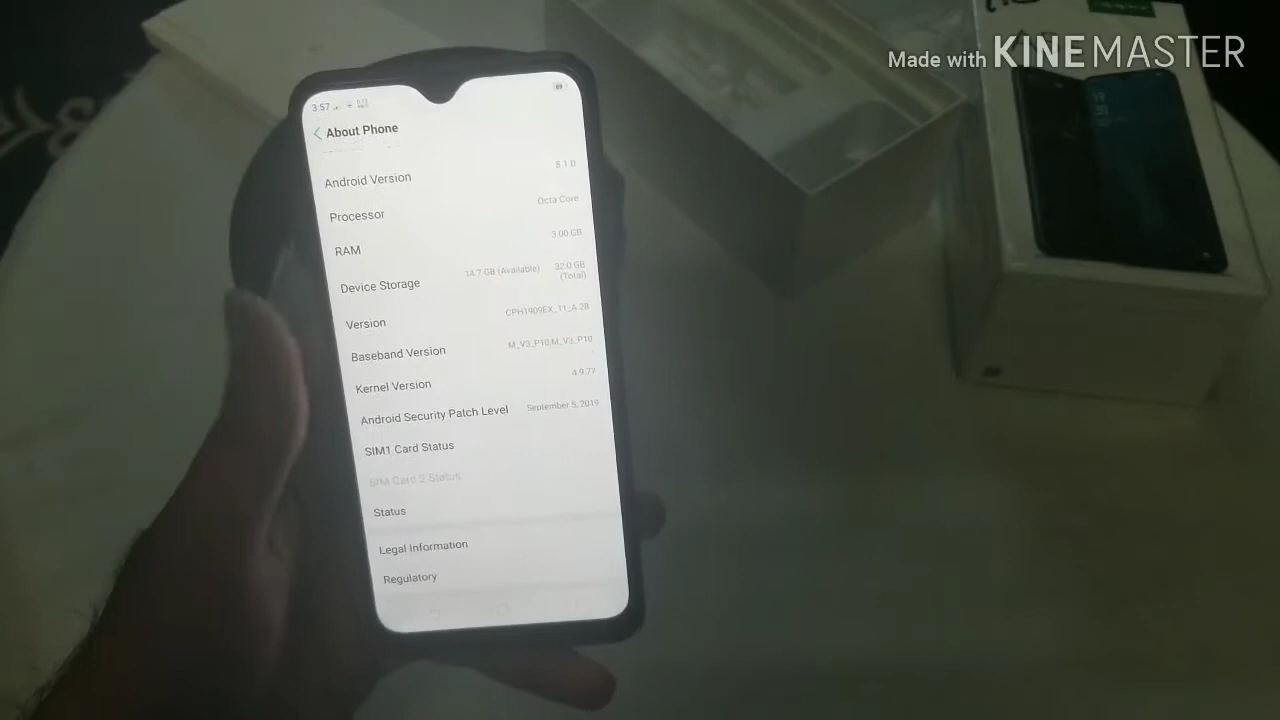 Made with KINEMASTER
3:57
About Phone
Android Version 8.1.0
Processor Octa Core
RAM 3.00 GB
Device Storage 14.7 GB (Available) 32.0 GB (Total)
Version CPH1909EX_11_A.28
Baseband Version M_V3_P10,M_V3_P10
Kernel Version 4.9.77
Android Security Patch Level September 5, 2019
SIM1 Card Status
SIM Card 2 Status
Status
Legal Information
Regulatory